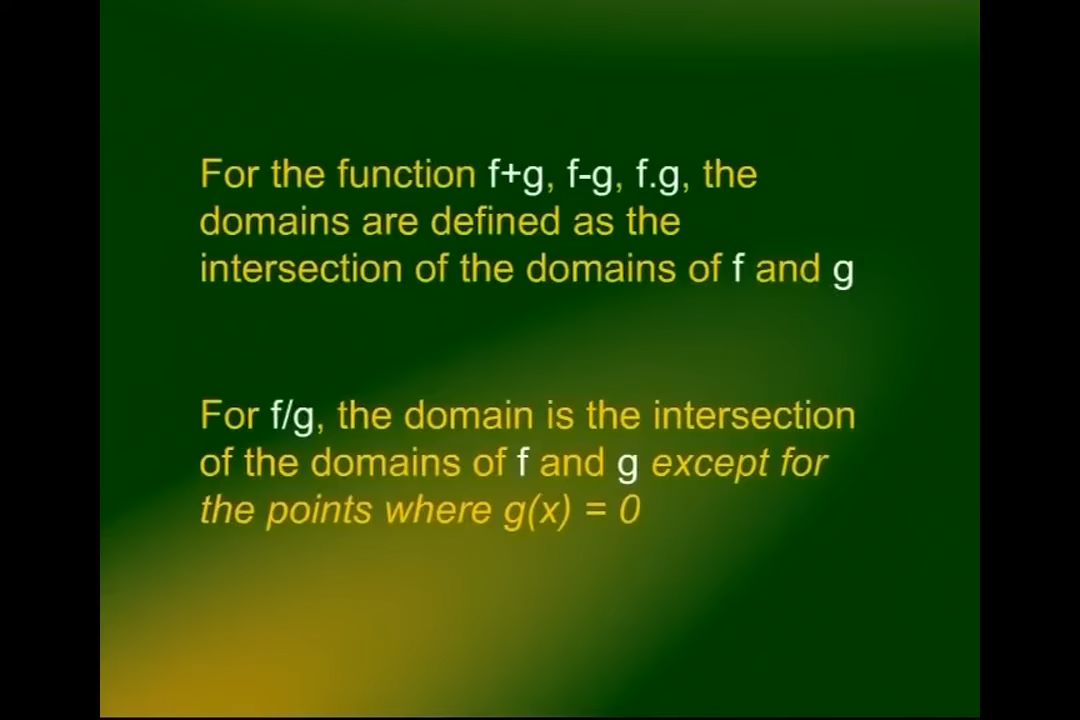 For the function f+g, f-g, f.g, the
domains are defined as the
intersection of the domains of f and g
For f/g, the domain is the intersection
of the domains of f and g except for
the points where g(x) = 0